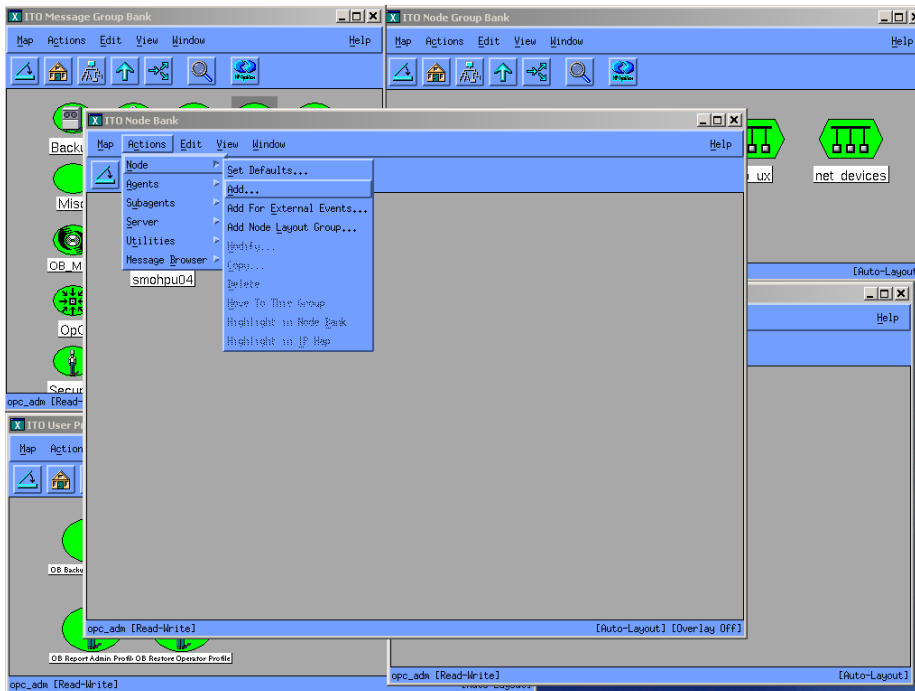 ITO Message Group Bank
Map Actions Edit View Window Help
Misc
OB_M
OpC
Secur
opc_adm [Read-
ITO Node Group Bank
Map Actions Edit View Window Help
ux
net_devices
[Auto-Layout
Help
ITO Node Bank
Map Actions Edit View Window Help
Node
Agents
Subagents
Server
Utilities
Message Browser
Set Defaults...
Add...
Add For External Events...
Add Node Layout Group...
Modify...
Copy...
Delete
Move To This Group
Highlight in Node Bank
Highlight in IP Map
smohpu04
opc_adm [Read-Write] [Auto-Layout] [Overlay Off]
ITO User P
Map Action
OB Backu
OB Report Admin Profil OB Restore Operator Profile
opc_adm [Read-Write]
opc_adm [Read-Write] [Auto-Layout]